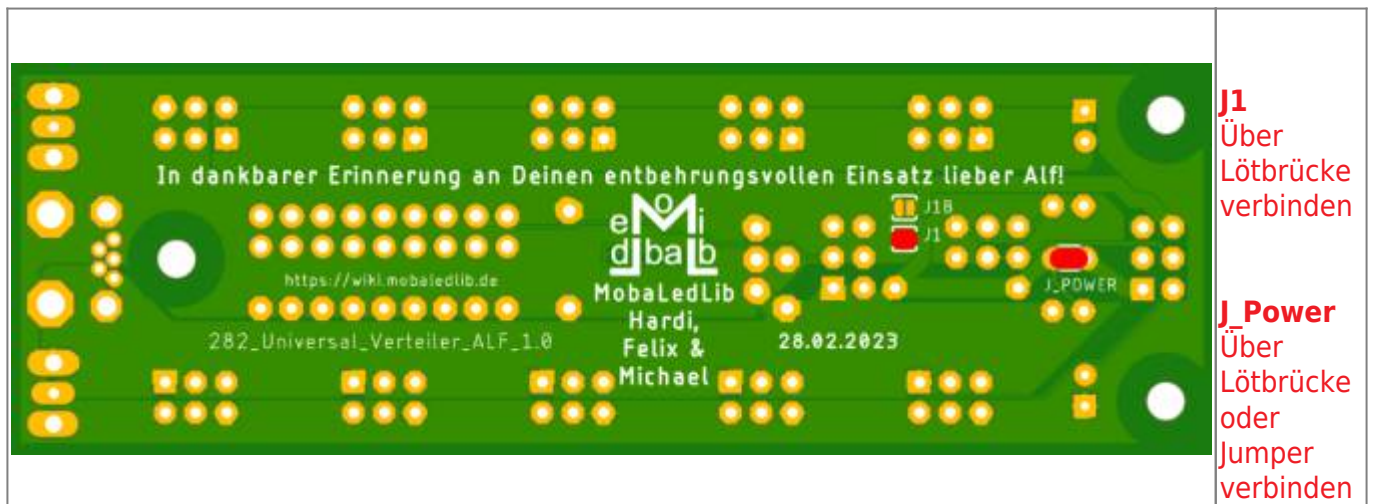 In dankbarer Erinnerung an Deinen entbehrungsvollen Einsatz lieber Alf!
J1B
J1
e M o i
d ba L b
https://wiki.mobaledlib.de
J_POWER
MobaLedLib
Hardi,
Felix &
Michael
282_Universal_Verteiler_ALF_1.0
28.02.2023
J1
Über
Lötbrücke
verbinden
J_Power
Über
Lötbrücke
oder
Jumper
verbinden